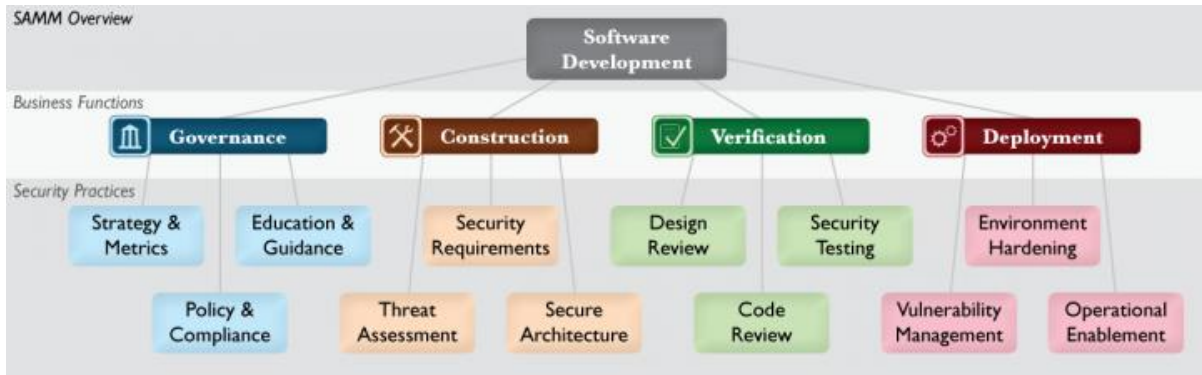 SAMM Overview
Software
Development
Business Functions
Governance
Construction
Verification
Deployment
Security Practices
Strategy &
Metrics
Education &
Guidance
Security
Requirements
Design
Review
Security
Testing
Environment
Hardening
Policy &
Compliance
Threat
Assessment
Secure
Architecture
Code
Review
Vulnerability
Management
Operational
Enablement